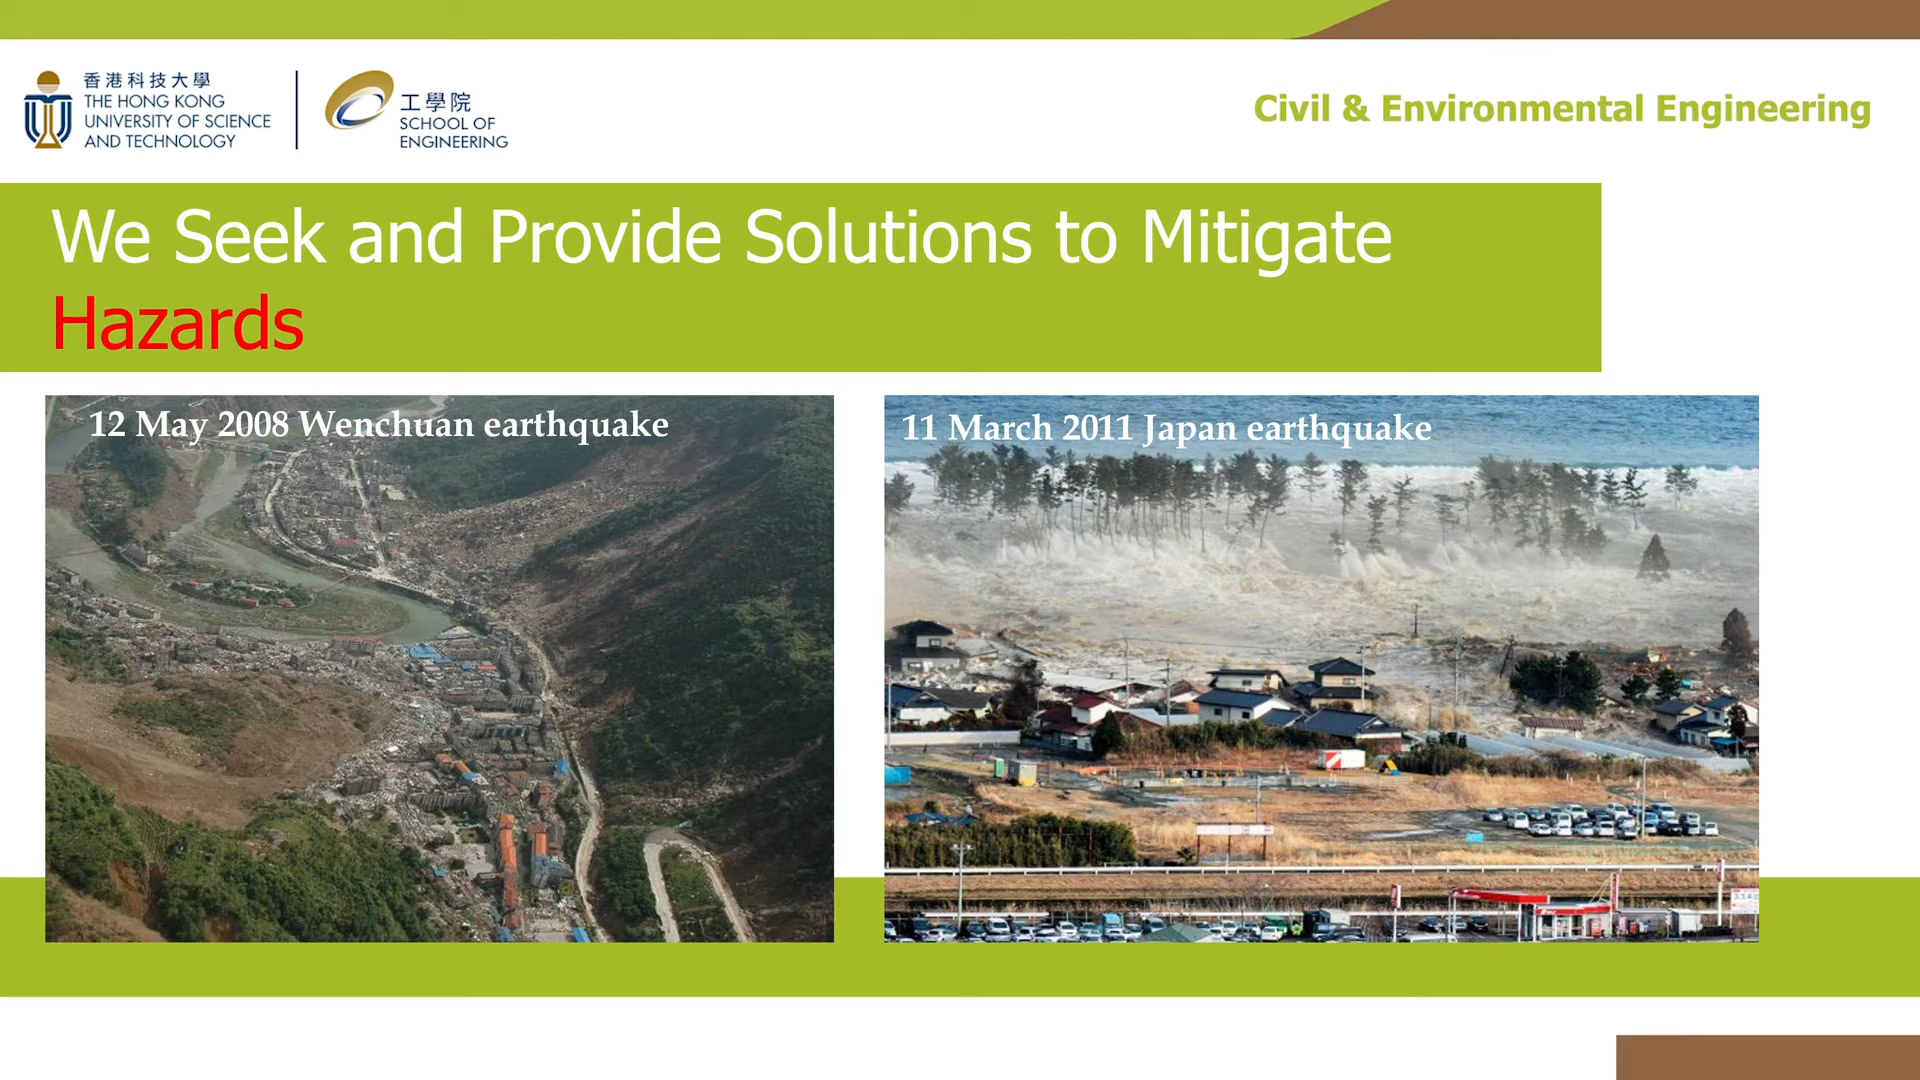 香港科技大學
THE HONG KONG
UNIVERSITY OF SCIENCE
AND TECHNOLOGY
工學院
SCHOOL OF
ENGINEERING
Civil & Environmental Engineering
We Seek and Provide Solutions to Mitigate
Hazards
12 May 2008 Wenchuan earthquake
11 March 2011 Japan earthquake